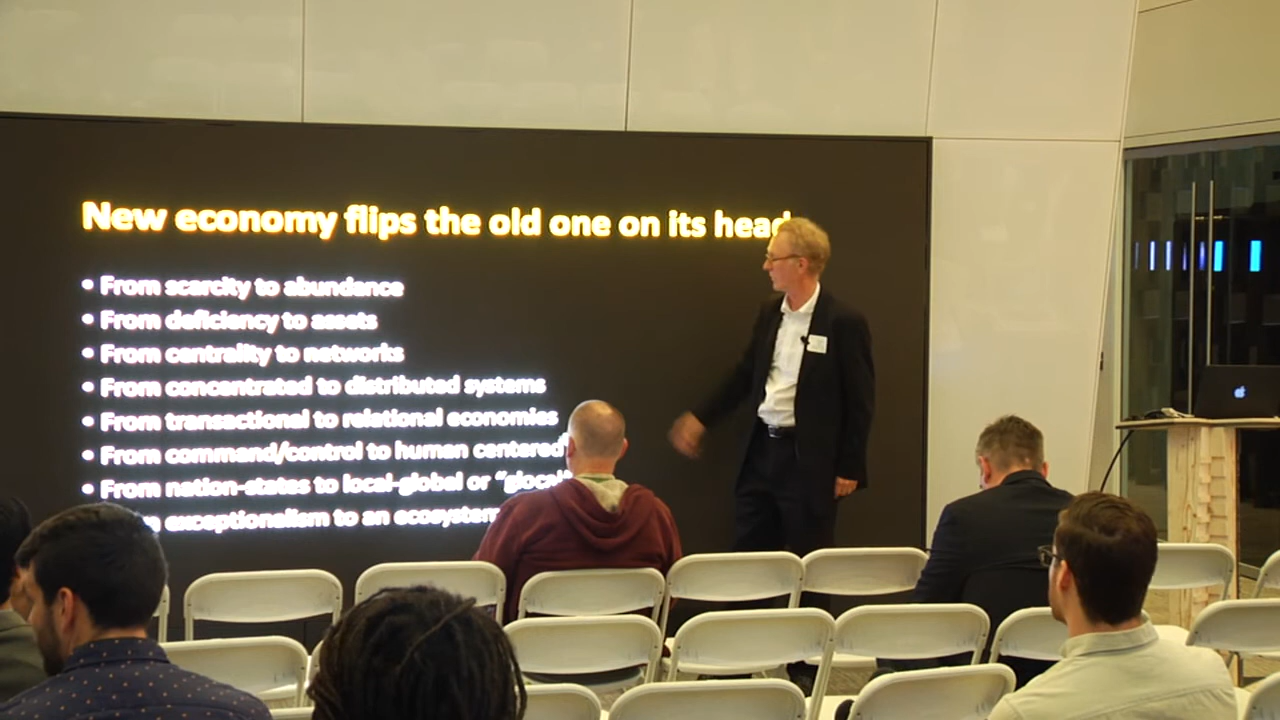 New economy flips the old one on its head
• From scarcity to abundance
• From deficiency to assets
• From centrality to networks
• From concentrated to distributed systems
• From transactional to relational economies
• From command/control to human centered
• From nation-states to local-global or “glocal”
exceptionalism to an ecosystem